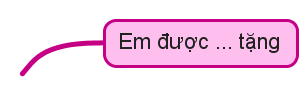 Em được ... tặng